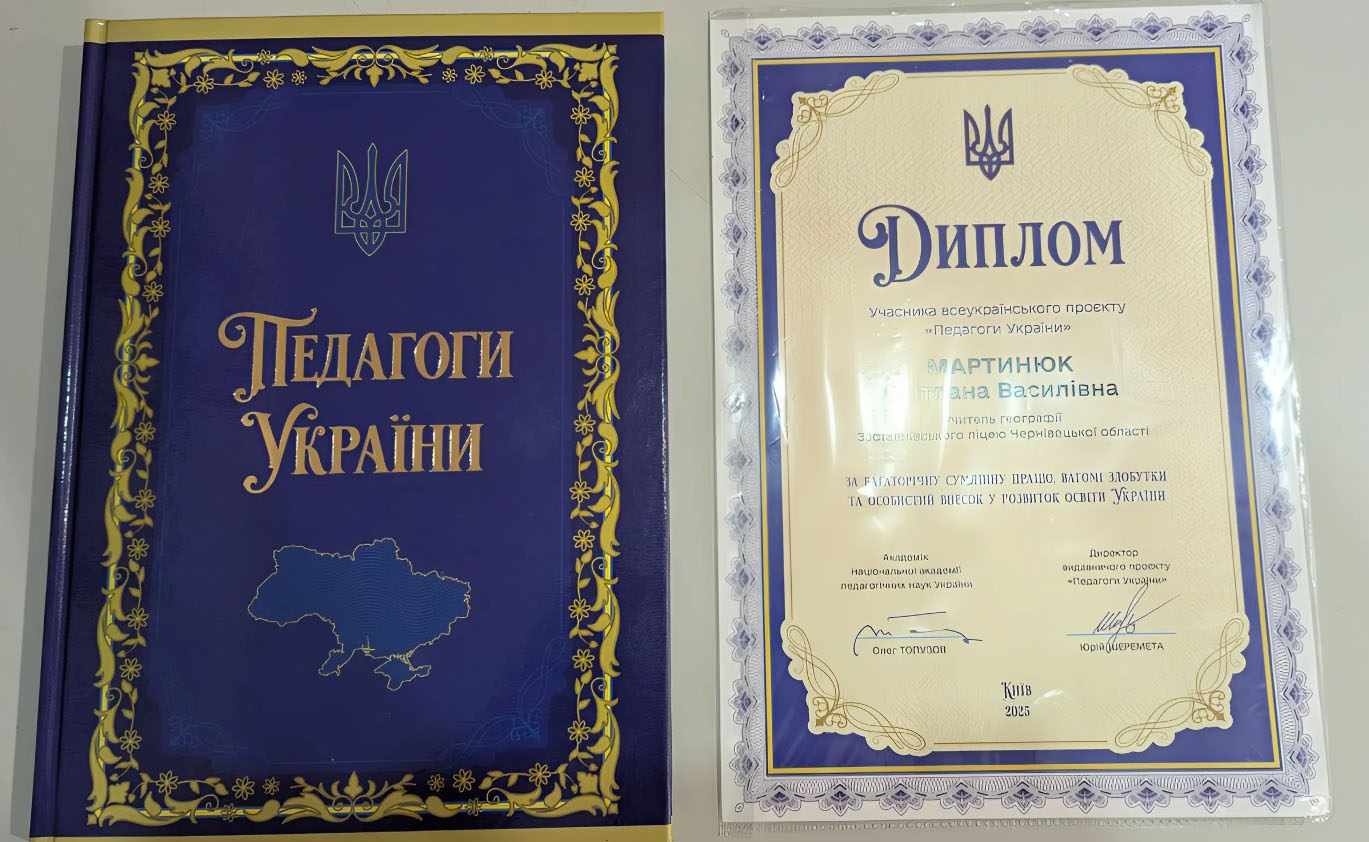 ПЕДАГОГИ
УКРАЇНИ
ДИПЛОМ
Учасника всеукраїнського проєкту
«Педагоги України»
МАРТИНЮК
Василівна
географії
ліцею Чернівецької області
ЗА БАГАТОРІЧНУ СУМЛІННУ ПРАЦЮ, ВАГОМІ ЗДОБУТКИ
ТА ОСОБИСТИЙ ВНЕСОК У РОЗВИТОК ОСВІТИ УКРАЇНИ
Академік
Національної академії
педагогічних наук України
Олег ТОПУЗОВ
Директор
видавничого проєкту
«Педагоги України»
Юрій ШЕРЕМЕТА
Київ
2025